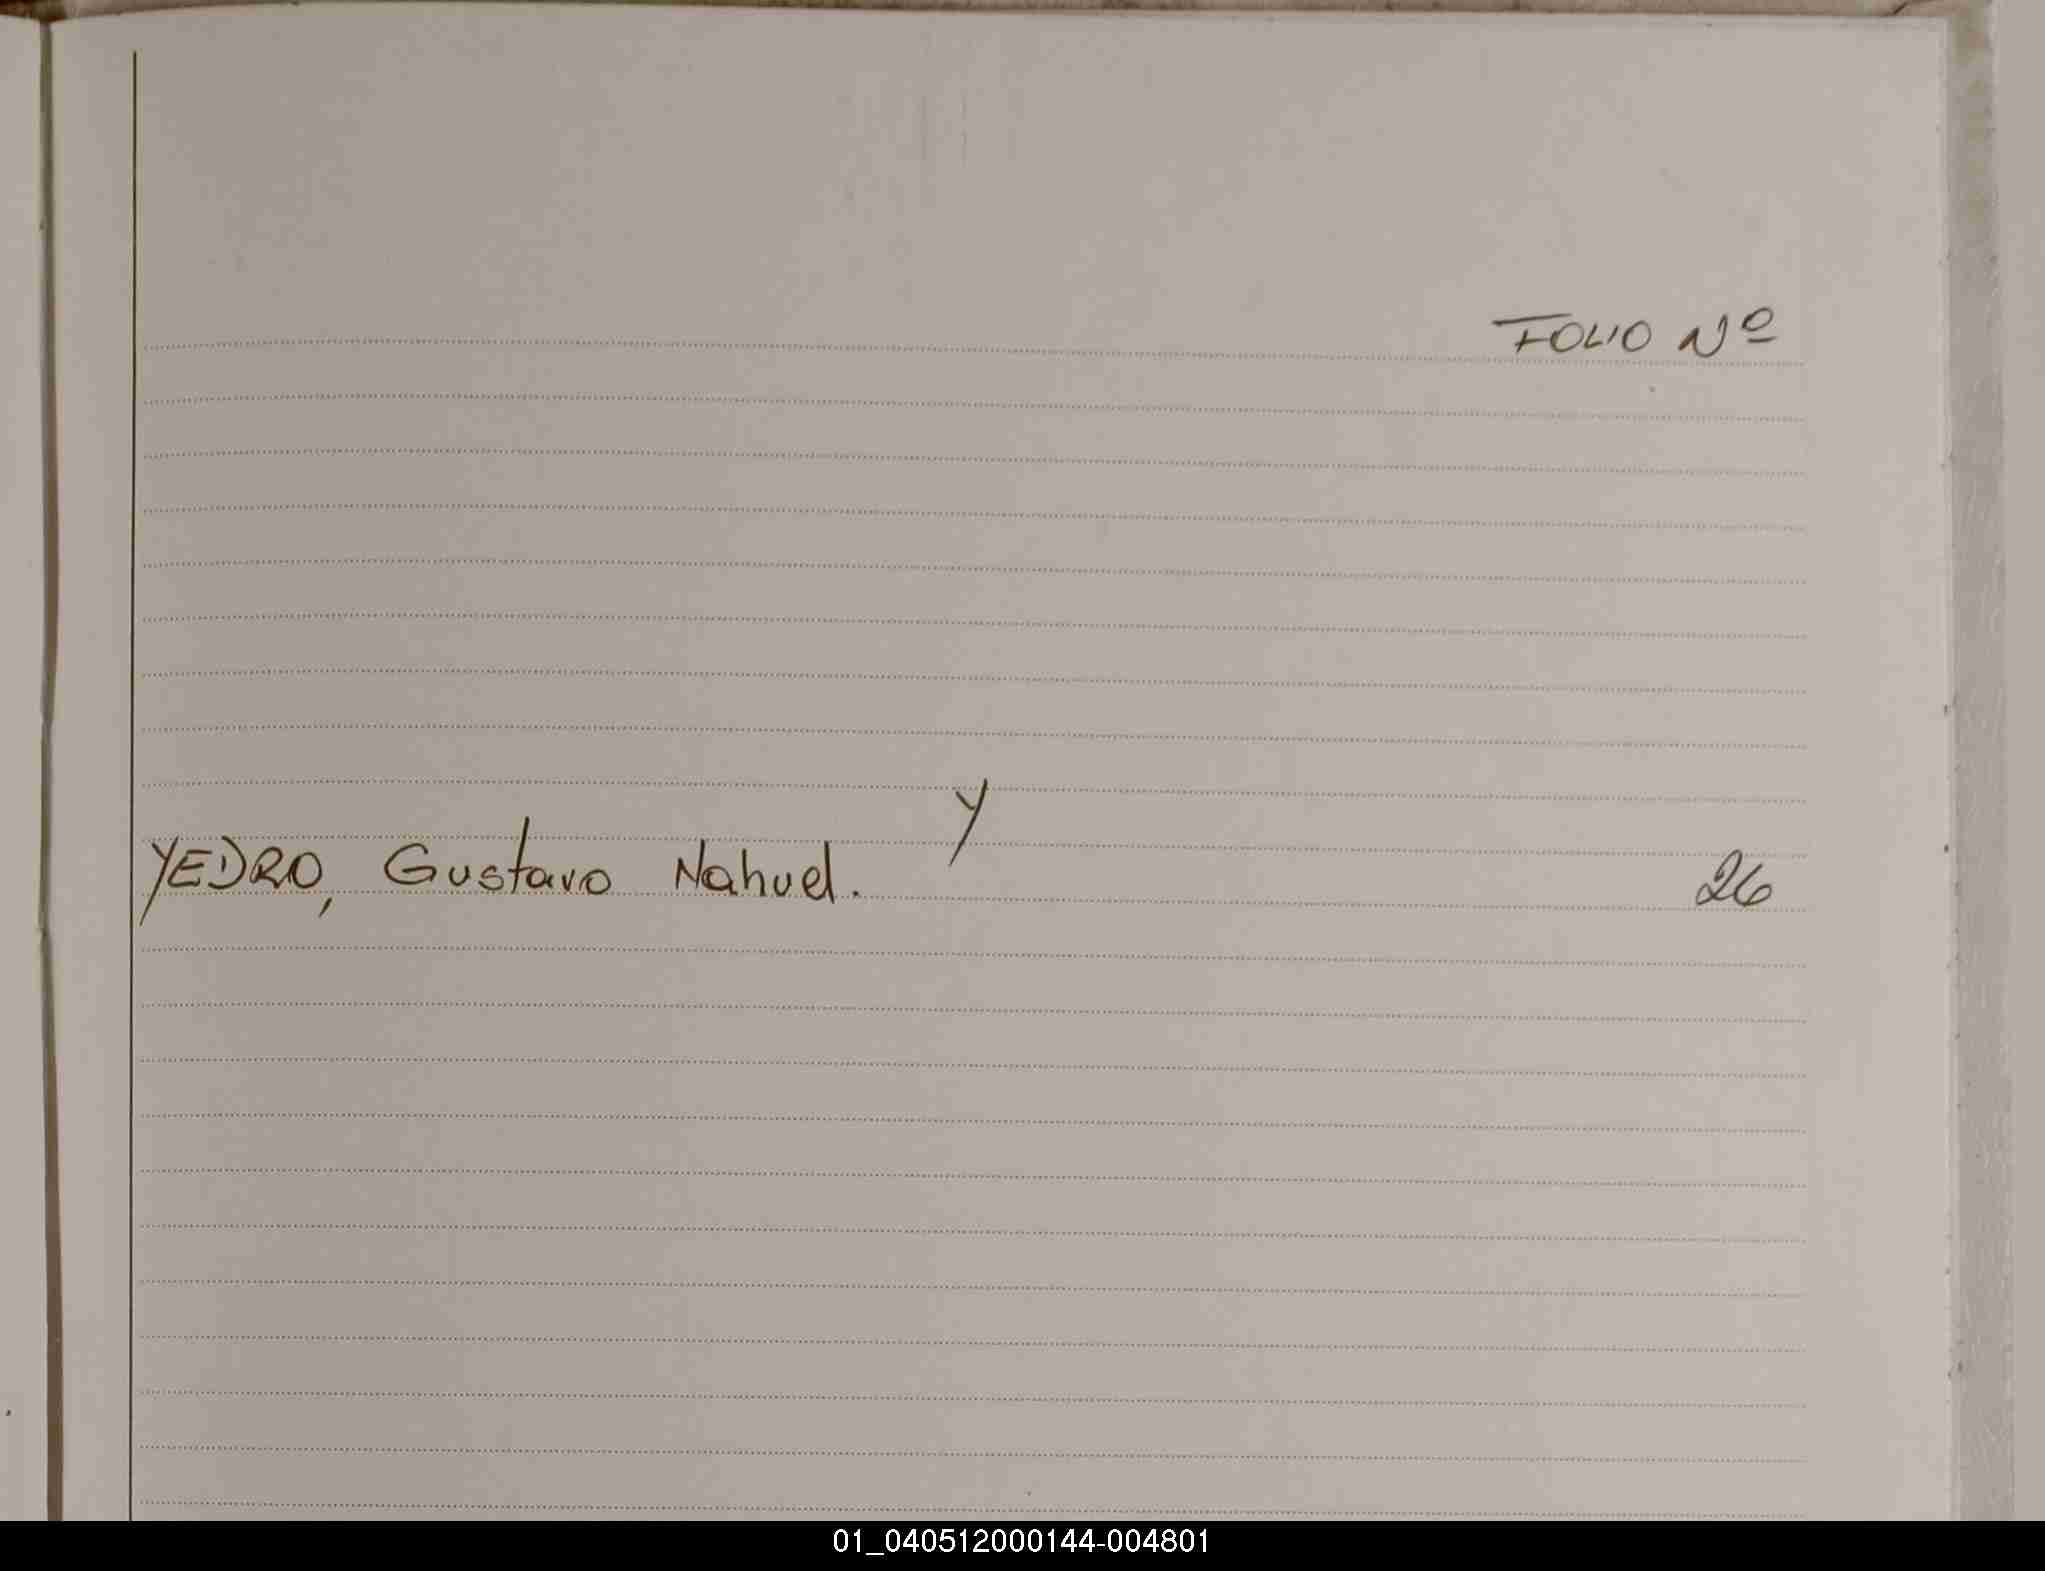 FOLIO Nº
Y
YEDRO, Gustavo Nahuel. 26
01_040512000144-004801